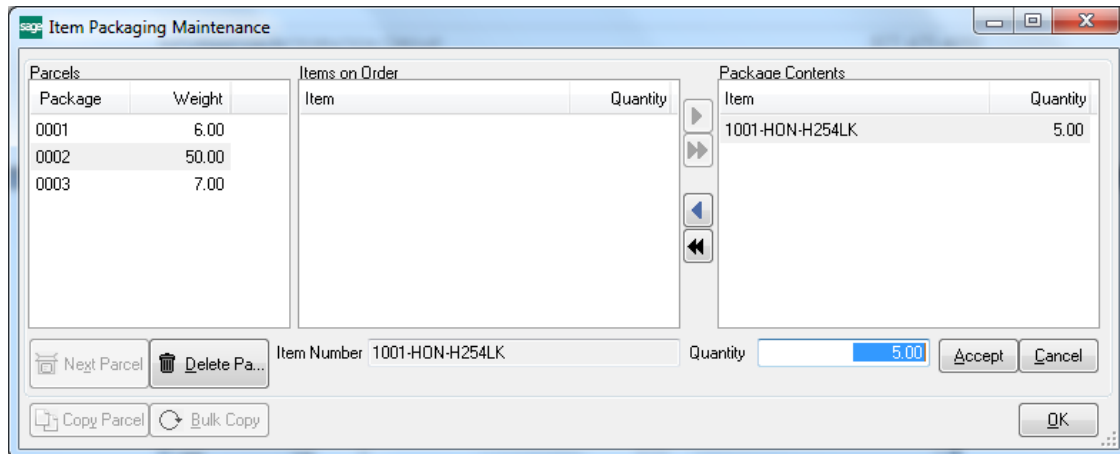 sage Item Packaging Maintenance
Parcels Items on Order Package Contents
Package Weight Item Quantity Item Quantity
0001 6.00 1001-HON-H254LK 5.00
0002 50.00
0003 7.00
Next Parcel Delete Pa... Item Number 1001-HON-H254LK Quantity 5.00 Accept Cancel
Copy Parcel Bulk Copy OK